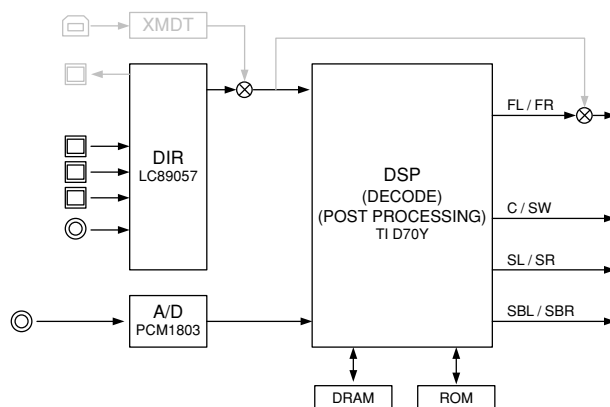 XMDT
DIR
LC89057
FL / FR
DSP
(DECODE)
(POST PROCESSING)
TI D70Y
C / SW
SL / SR
A/D
PCM1803
SBL / SBR
DRAM
ROM